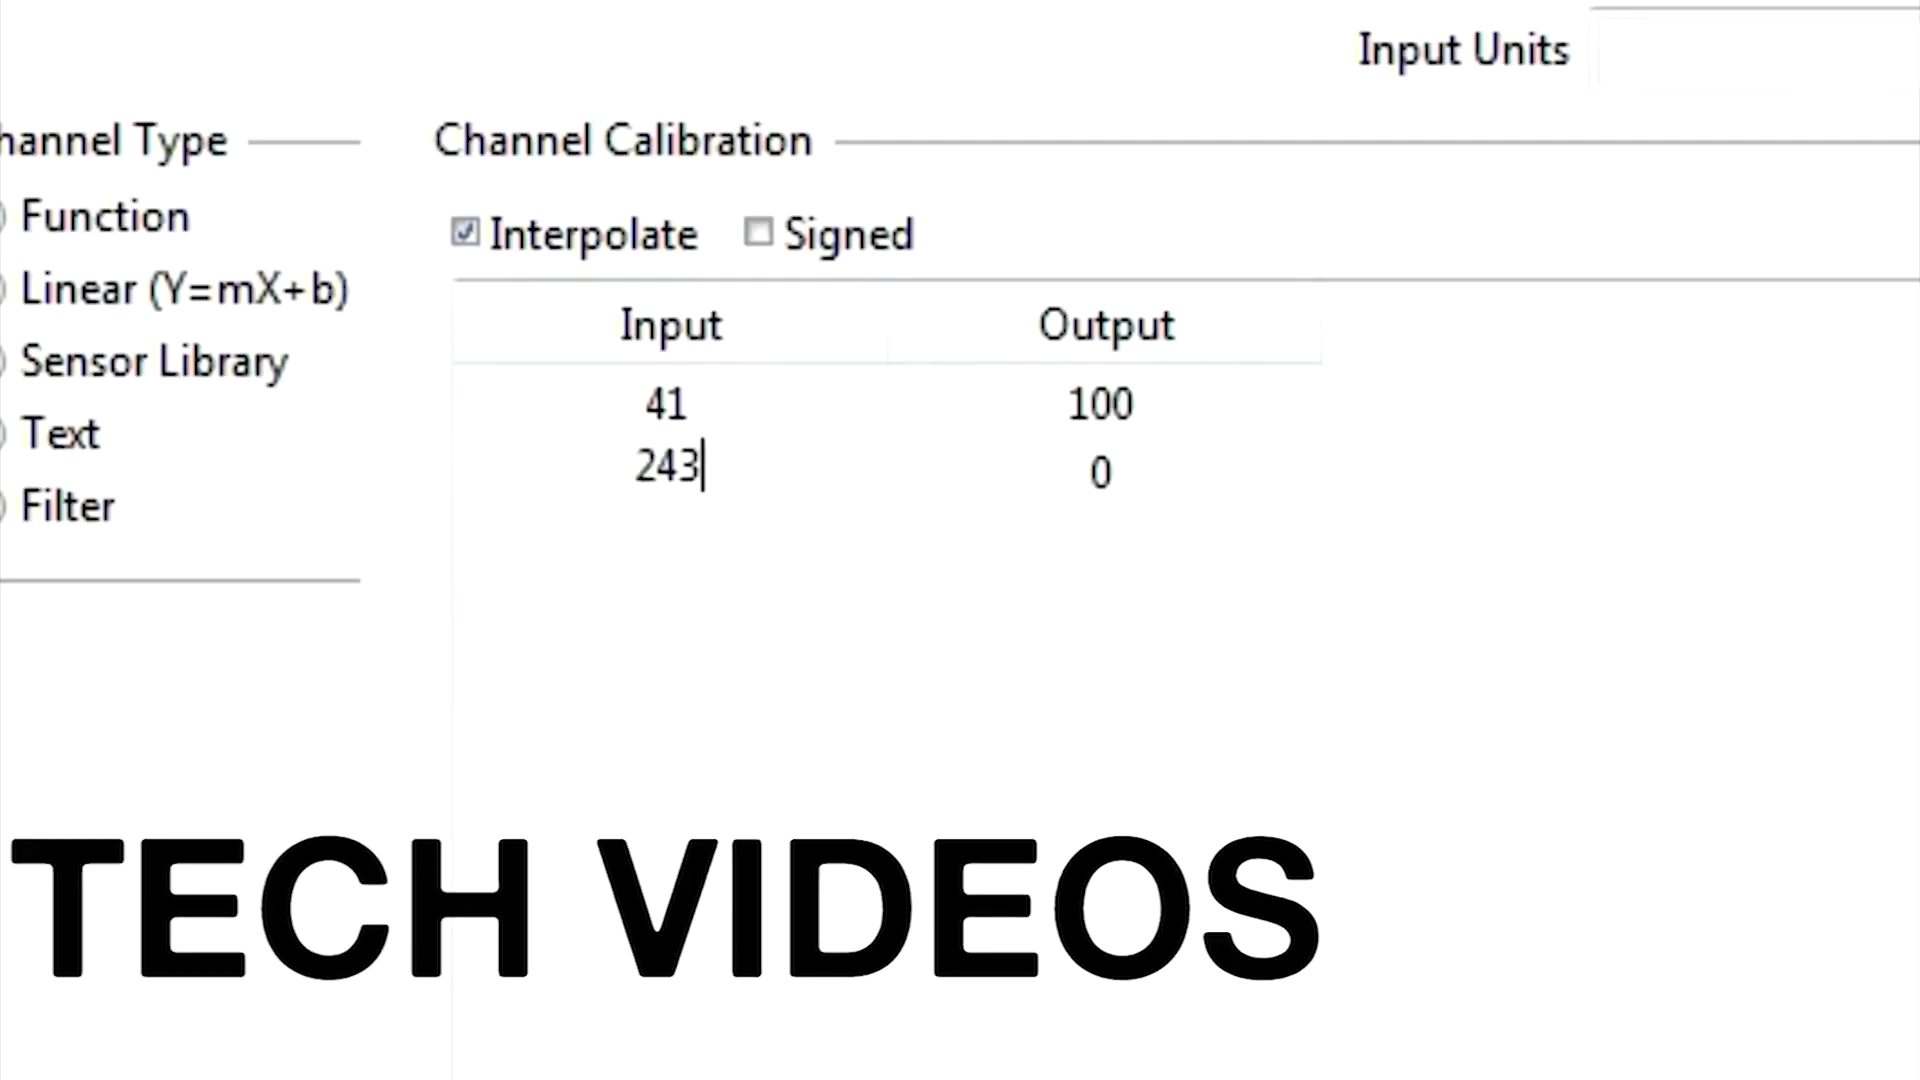 Input Units
hannel Type
Channel Calibration
Function
Interpolate
Signed
Linear (Y=mX+b)
Input
Output
Sensor Library
41
100
Text
243
0
Filter
TECH VIDEOS